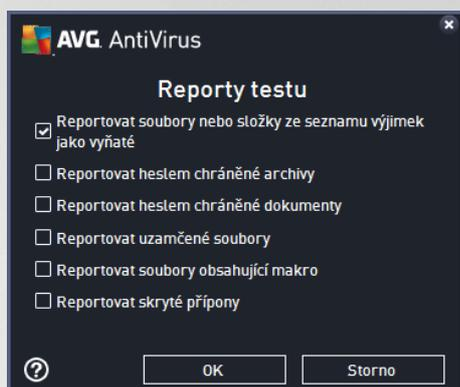 AVG. AntiVirus
Reporty testu
Reportovat soubory nebo složky ze seznamu výjimek
jako vyňaté
Reportovat heslem chráněné archivy
Reportovat heslem chráněné dokumenty
Reportovat uzamčené soubory
Reportovat soubory obsahující makro
Reportovat skryté přípony
OK
Storno